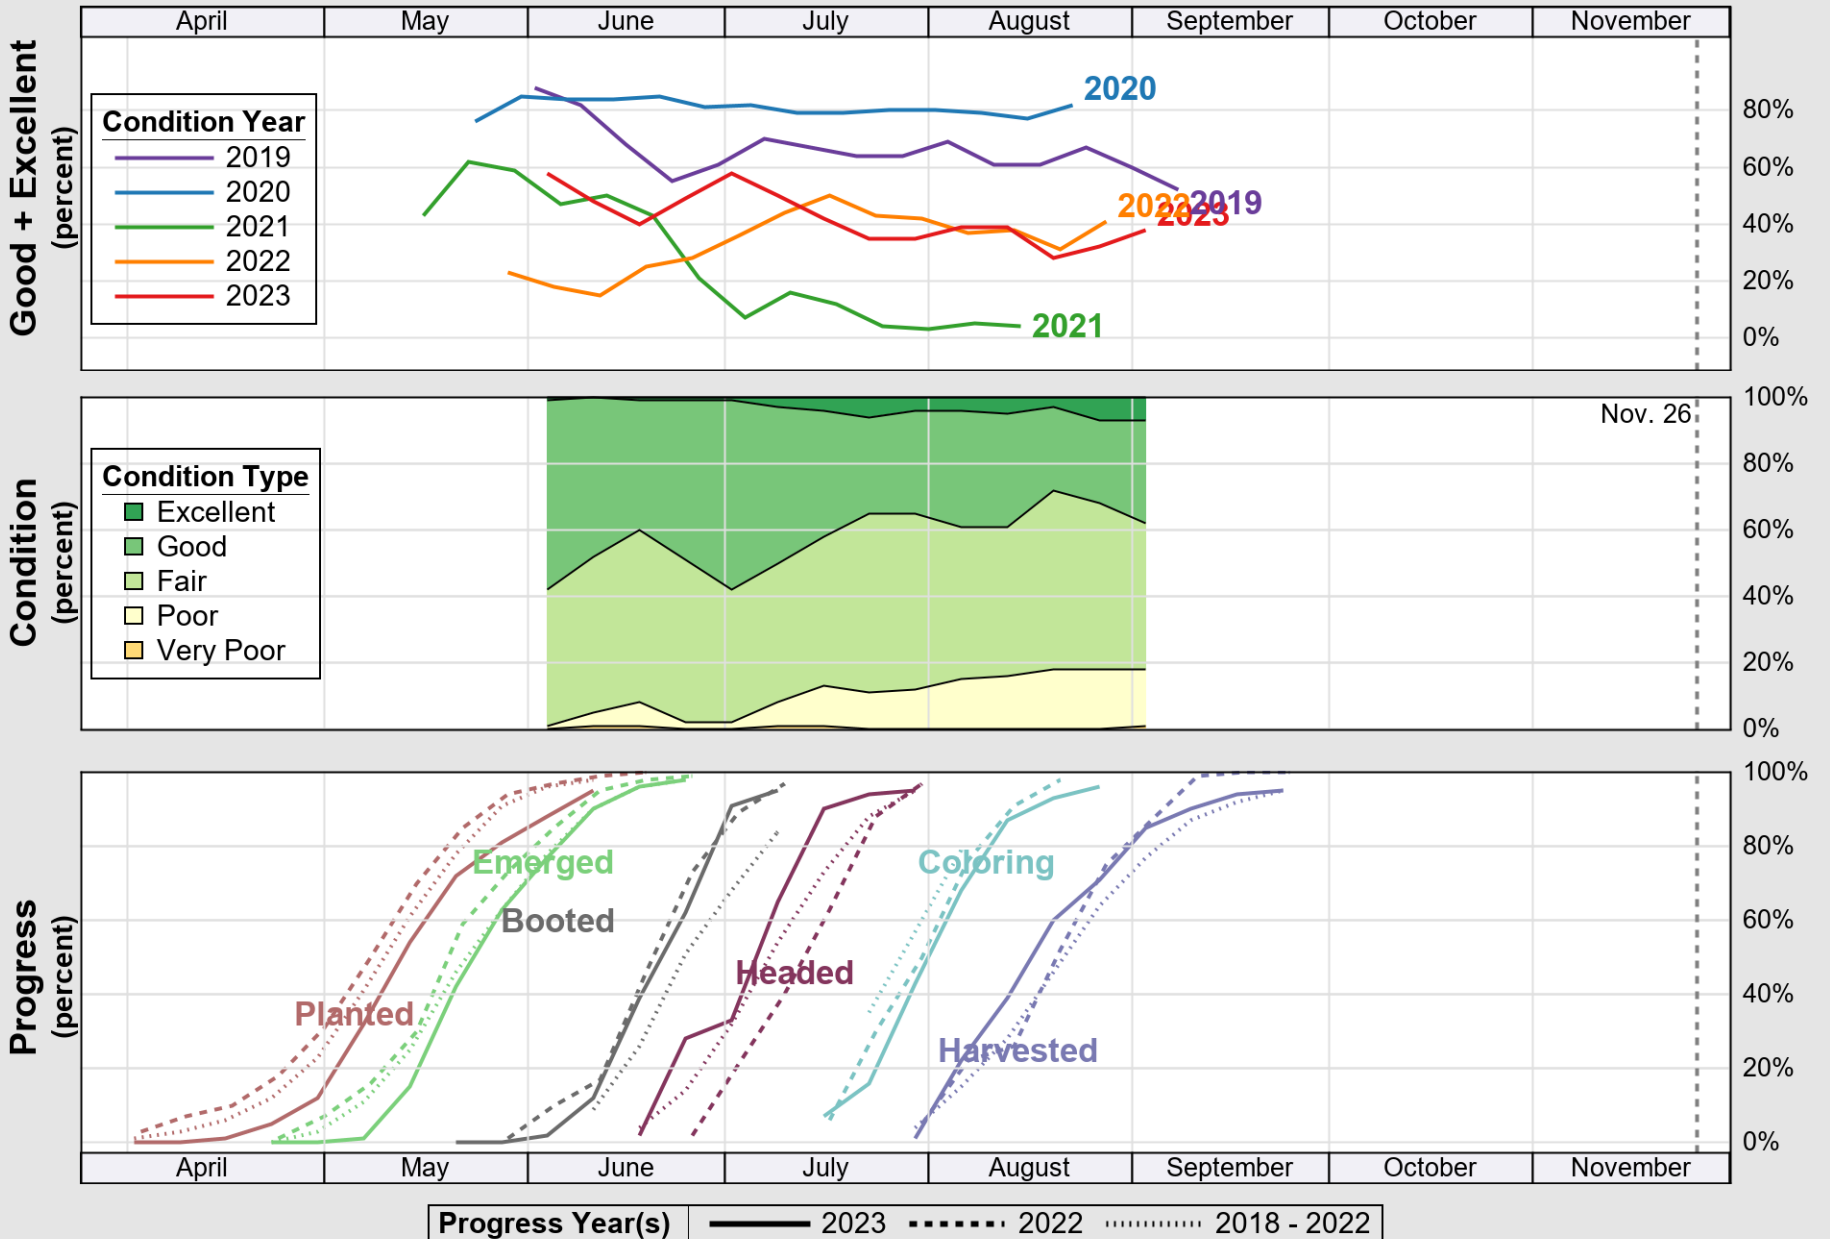 April May June July August September October November
Good + Excellent
(percent)
Condition Year
2019
2020
2021
2022
2023
2020
2022
2019
2023
2021
80%
60%
40%
20%
0%
Condition
(percent)
Condition Type
Excellent
Good
Fair
Poor
Very Poor
Nov. 26
100%
80%
60%
40%
20%
0%
Progress
(percent)
Emerged
Coloring
Booted
Headed
Planted
Harvested
100%
80%
60%
40%
20%
0%
April May June July August September October November
Progress Year(s) 2023 2022 2018 - 2022